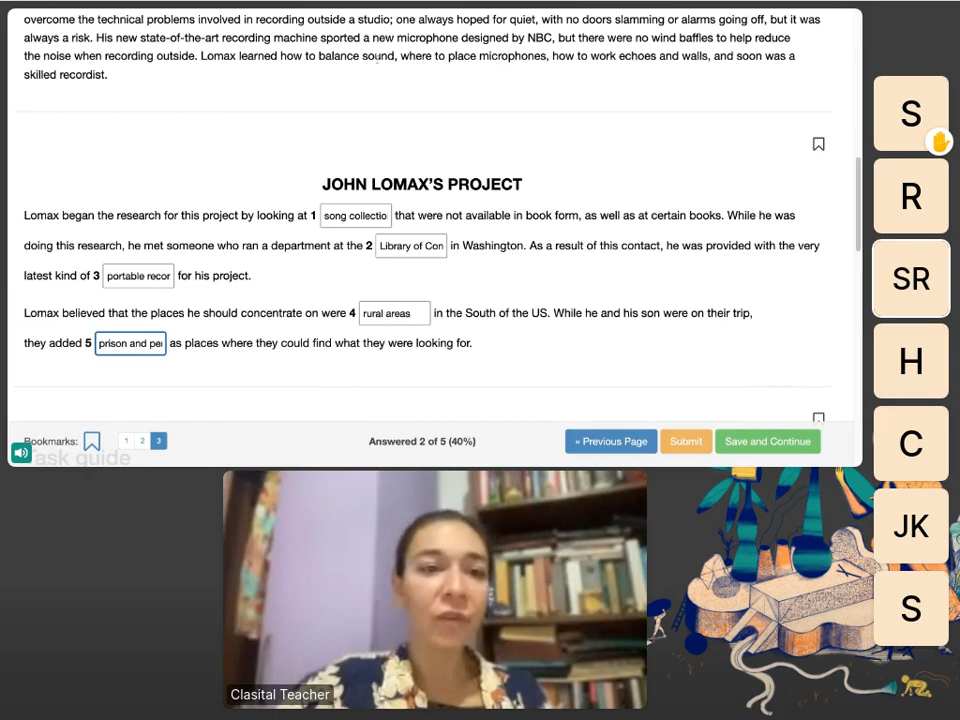 overcome the technical problems involved in recording outside a studio; one always hoped for quiet, with no doors slamming or alarms going off, but it was
always a risk. His new state-of-the-art recording machine sported a new microphone designed by NBC, but there were no wind baffles to help reduce
the noise when recording outside. Lomax learned how to balance sound, where to place microphones, how to work echoes and walls, and soon was a
skilled recordist.
JOHN LOMAX'S PROJECT
Lomax began the research for this project by looking at 1 song collectio that were not available in book form, as well as at certain books. While he was
doing this research, he met someone who ran a department at the 2 Library of Con in Washington. As a result of this contact, he was provided with the very
latest kind of 3 portable recor for his project.
Lomax believed that the places he should concentrate on were 4 rural areas in the South of the US. While he and his son were on their trip,
they added 5 prison and pe as places where they could find what they were looking for.
Bookmarks: 1 2 3 Answered 2 of 5 (40%) « Previous Page Submit Save and Continue
Task guide
Clasital Teacher
S
R
SR
H
C
JK
S